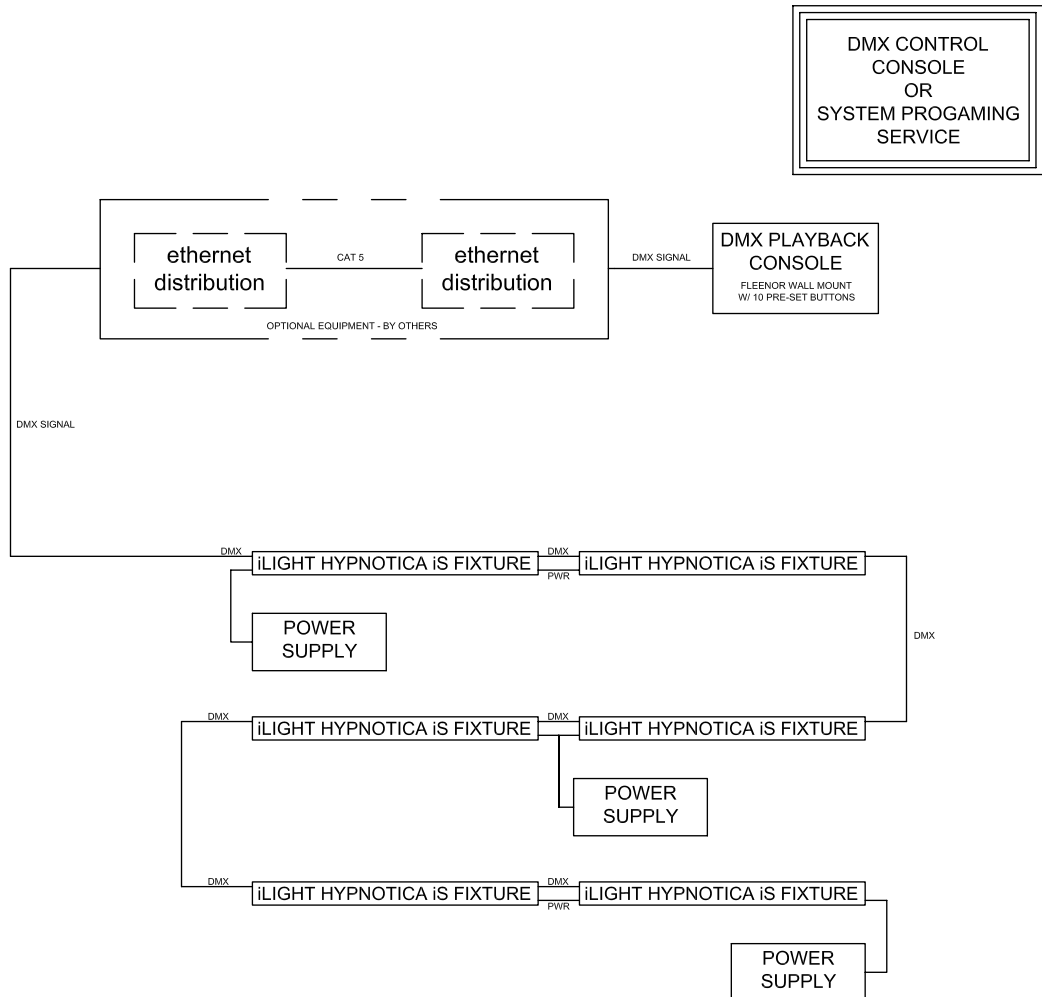 DMX CONTROL
CONSOLE
OR
SYSTEM PROGAMING
SERVICE
ethernet
distribution
CAT 5
ethernet
distribution
DMX SIGNAL
DMX PLAYBACK
CONSOLE
FLEENOR WALL MOUNT
W/ 10 PRE-SET BUTTONS
OPTIONAL EQUIPMENT - BY OTHERS
DMX SIGNAL
DMX
iLIGHT HYPNOTICA iS FIXTURE
DMX
PWR
iLIGHT HYPNOTICA iS FIXTURE
POWER
SUPPLY
DMX
DMX
iLIGHT HYPNOTICA iS FIXTURE
DMX
iLIGHT HYPNOTICA iS FIXTURE
POWER
SUPPLY
DMX
iLIGHT HYPNOTICA iS FIXTURE
DMX
PWR
iLIGHT HYPNOTICA iS FIXTURE
POWER
SUPPLY